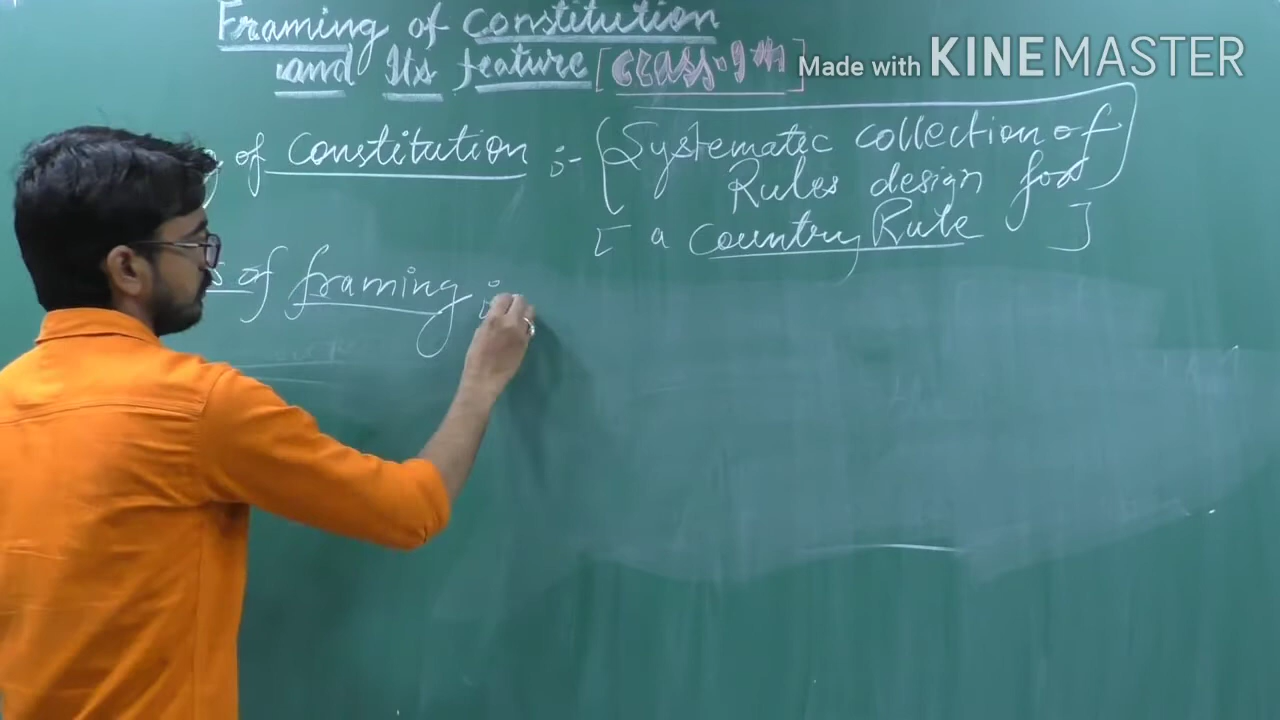 Framing of Constitution
and Its feature [CLASS-9th]
Made with KINEMASTER
of Constitution :- (Systematic collection of
Rules design for
[ a Country Rule ]
of framing :